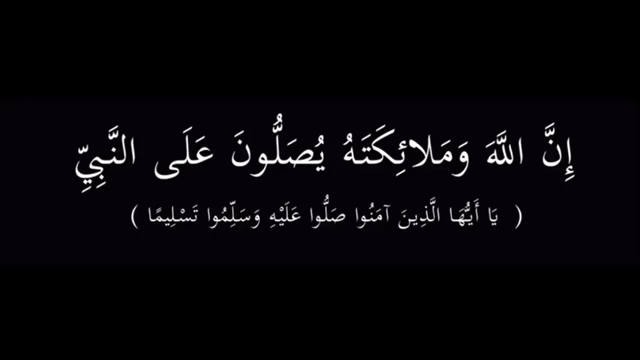 إِنَّ اللَّهَ وَمَلائِكَتَهُ يُصَلُّونَ عَلَى النَّبِيِّ
( يَا أَيُّهَا الَّذِينَ آمَنُوا صَلُّوا عَلَيْهِ وَسَلِّمُوا تَسْلِيمًا )